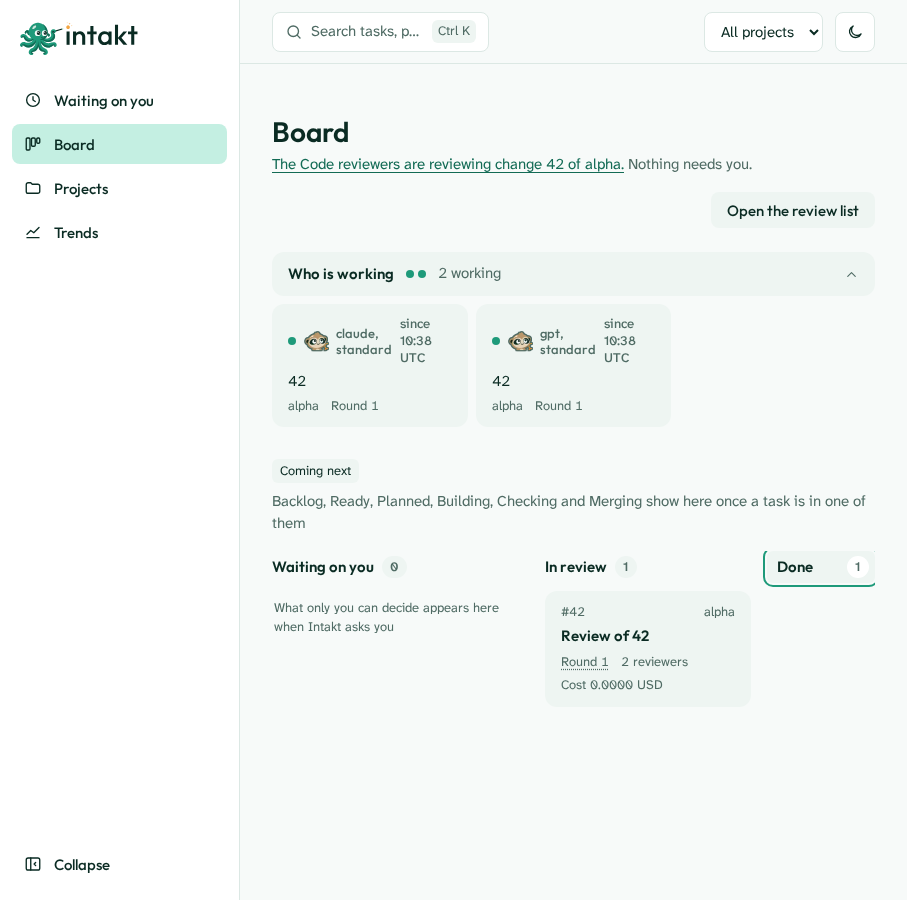 intakt
Search tasks, p...
Ctrl K
All projects
Waiting on you
Board
Projects
Trends
Collapse
Board
The Code reviewers are reviewing change 42 of alpha. Nothing needs you.
Open the review list
Who is working
2 working
claude, standard
since 10:38 UTC
42
alpha
Round 1
gpt, standard
since 10:38 UTC
42
alpha
Round 1
Coming next
Backlog, Ready, Planned, Building, Checking and Merging show here once a task is in one of
them
Waiting on you
0
What only you can decide appears here
when Intakt asks you
In review
1
#42
alpha
Review of 42
Round 1
2 reviewers
Cost 0.0000 USD
Done
1